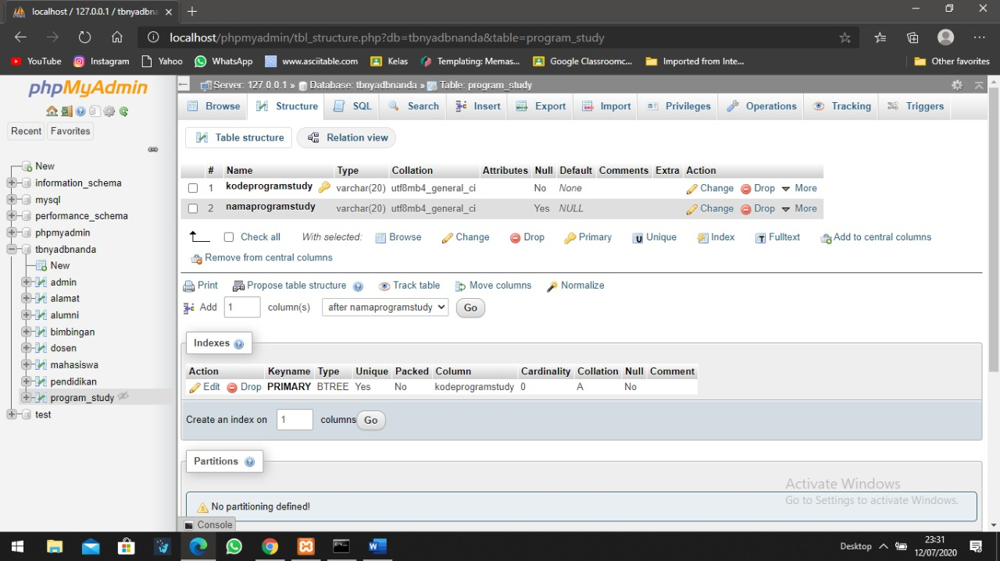 localhost / 127.0.0.1 / tbnyadbna
localhost/phpmyadmin/tbl_structure.php?db=tbnyadbnanda&table=program_study
YouTube Instagram Yahoo WhatsApp www.asciitable.com Kelas Templating: Memas... Google Classroomc... Imported from Inte... Other favorites
phpMyAdmin
Recent Favorites
New
information_schema
mysql
performance_schema
phpmyadmin
tbnyadbnanda
New
admin
alamat
alumni
bimbingan
dosen
mahasiswa
pendidikan
program_study
test
Server: 127.0.0.1 » Database: tbnyadbnanda » Table: program_study
Browse Structure SQL Search Insert Export Import Privileges Operations Tracking Triggers
Table structure Relation view
# Name Type Collation Attributes Null Default Comments Extra Action
1 kodeprogramstudy varchar(20) utf8mb4_general_ci No None Change Drop More
2 namaprogramstudy varchar(20) utf8mb4_general_ci Yes NULL Change Drop More
Check all With selected: Browse Change Drop Primary Unique Index Fulltext Add to central columns
Remove from central columns
Print Propose table structure Track table Move columns Normalize
Add 1 column(s) after namaprogramstudy Go
Indexes
Action Keyname Type Unique Packed Column Cardinality Collation Null Comment
Edit Drop PRIMARY BTREE Yes No kodeprogramstudy 0 A No
Create an index on 1 columns Go
Partitions
No partitioning defined!
Activate Windows
Go to Settings to activate Windows.
Console
Desktop 23:31
12/07/2020